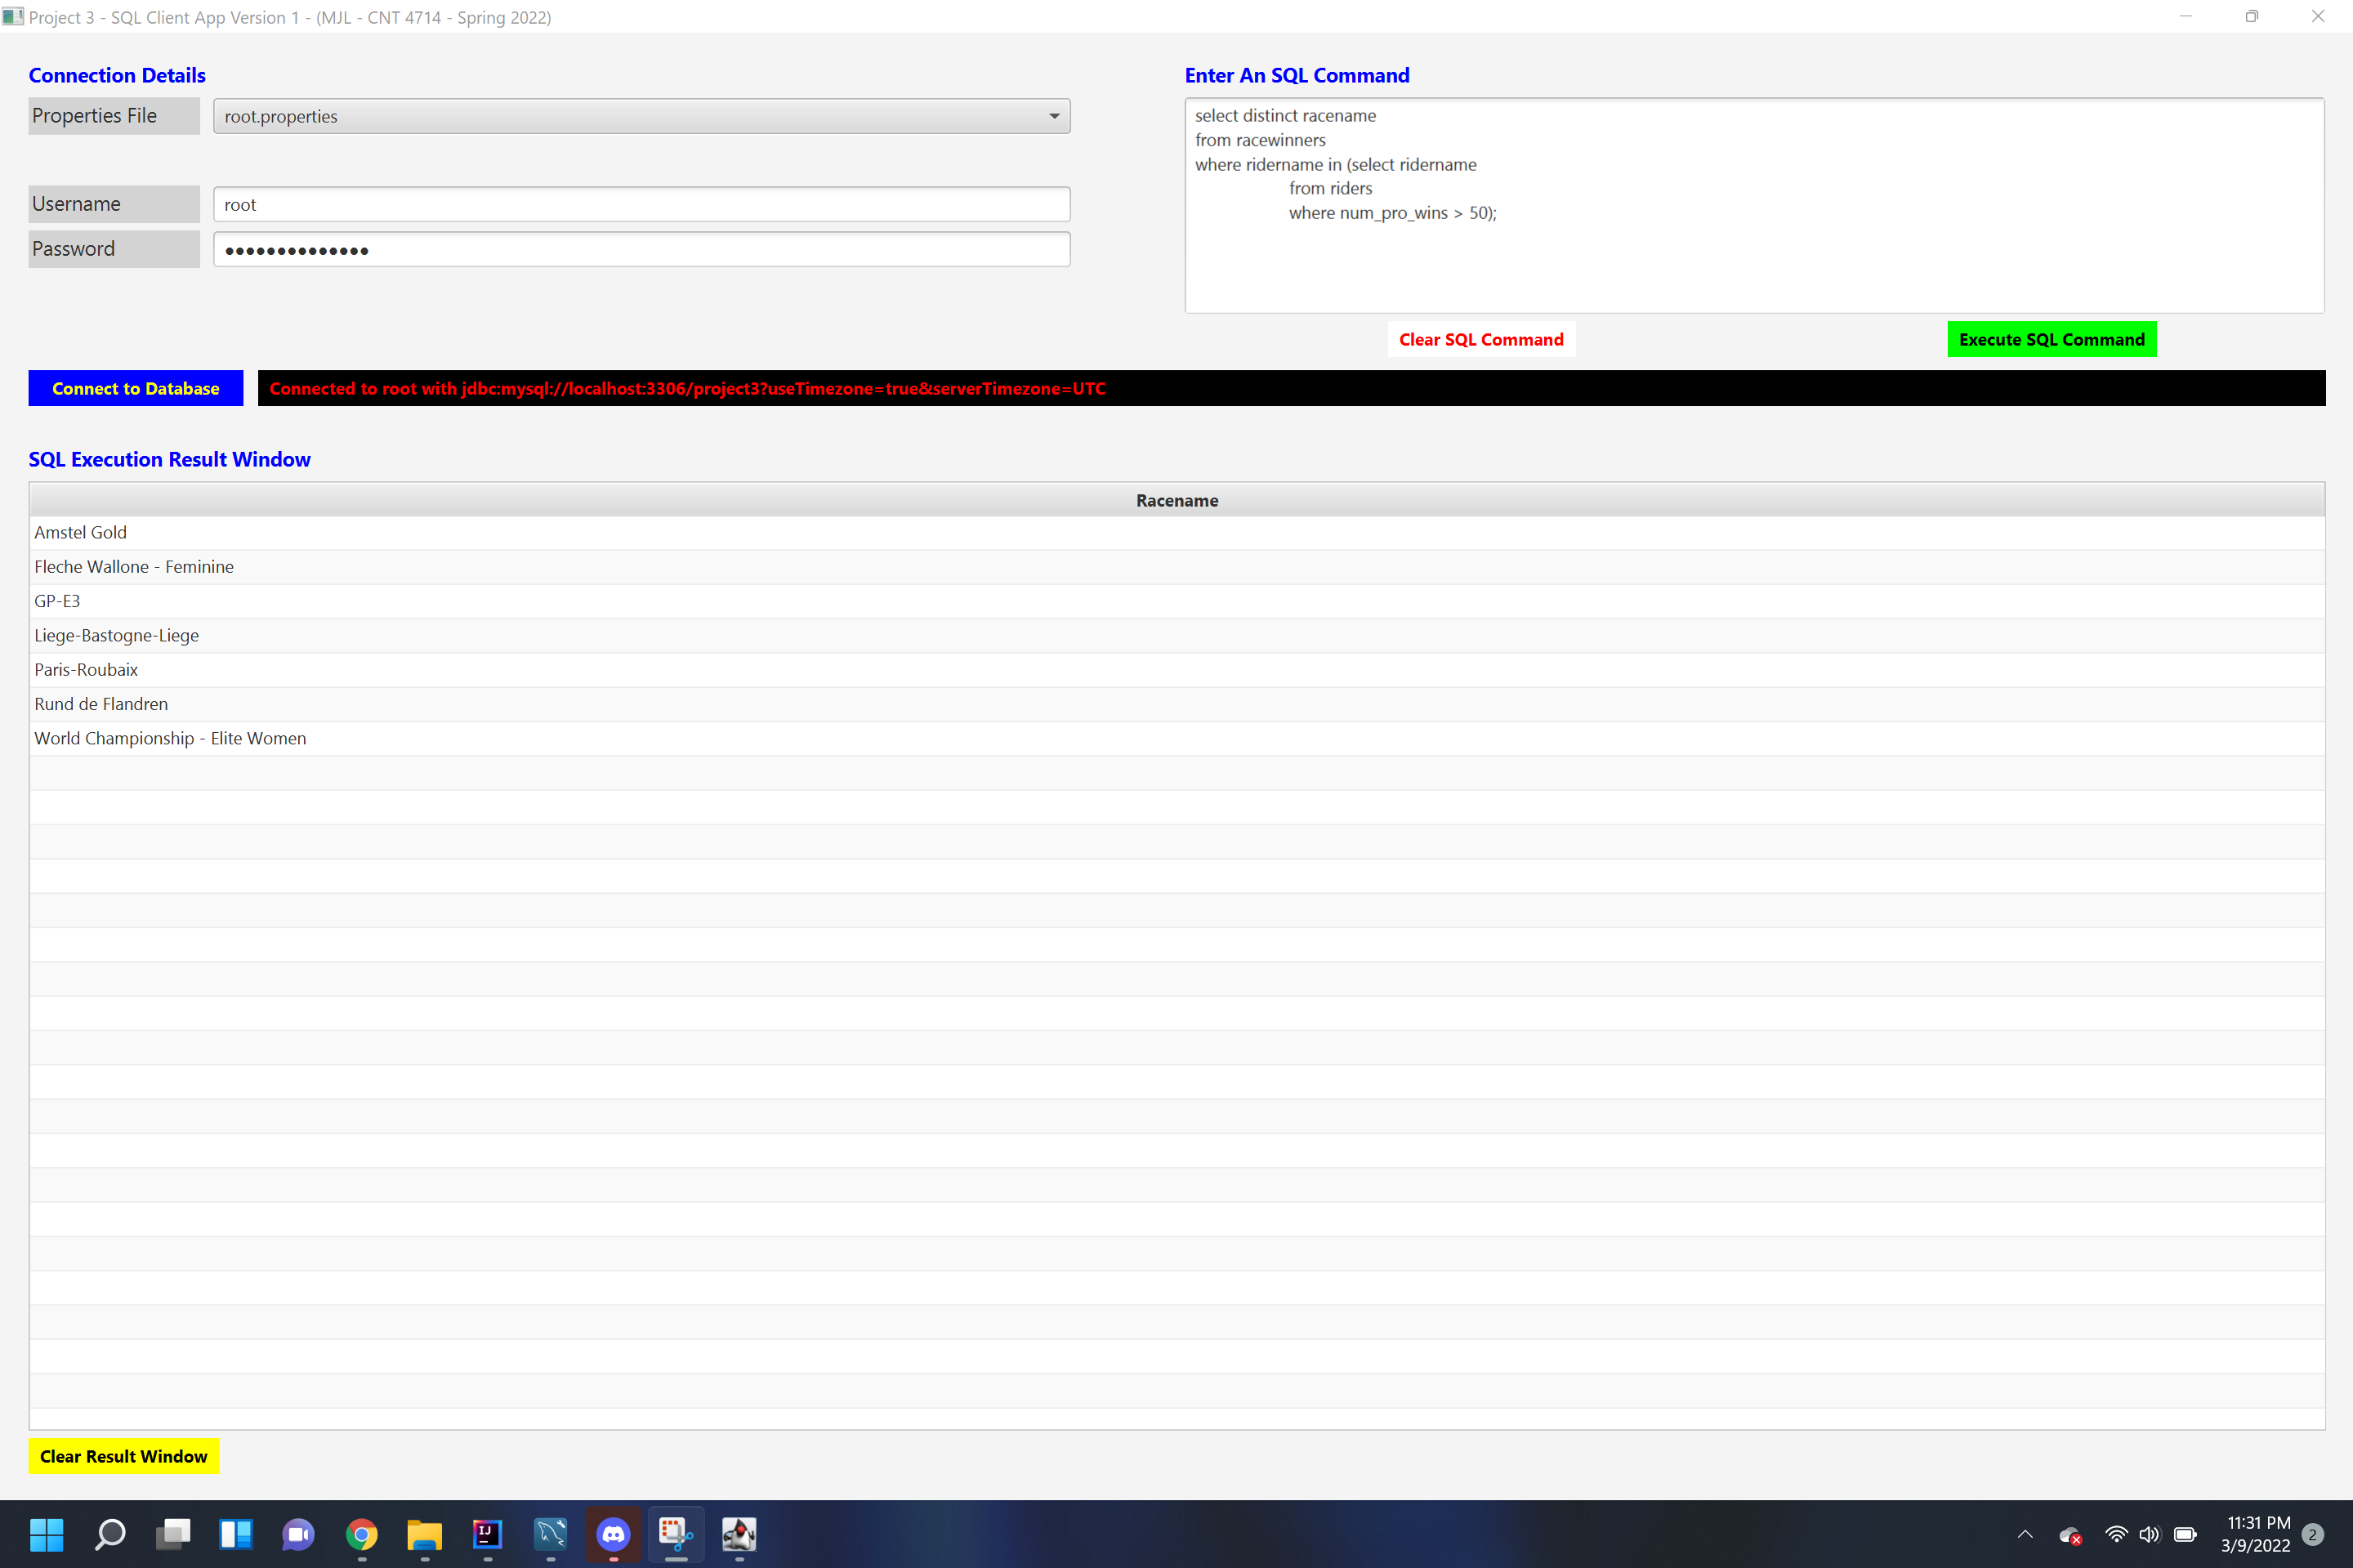 Project 3 - SQL Client App Version 1 - (MJL - CNT 4714 - Spring 2022)
Connection Details
Properties File
root.properties
Username
root
Password
●●●●●●●●●●●●●●
Enter An SQL Command
select distinct racename
from racewinners
where ridername in (select ridername
from riders
where num_pro_wins > 50);
Clear SQL Command
Execute SQL Command
Connect to Database
Connected to root with jdbc:mysql://localhost:3306/project3?useTimezone=true&serverTimezone=UTC
SQL Execution Result Window
Racename
Amstel Gold
Fleche Wallone - Feminine
GP-E3
Liege-Bastogne-Liege
Paris-Roubaix
Rund de Flandren
World Championship - Elite Women
Clear Result Window
IJ
11:31 PM
3/9/2022
2